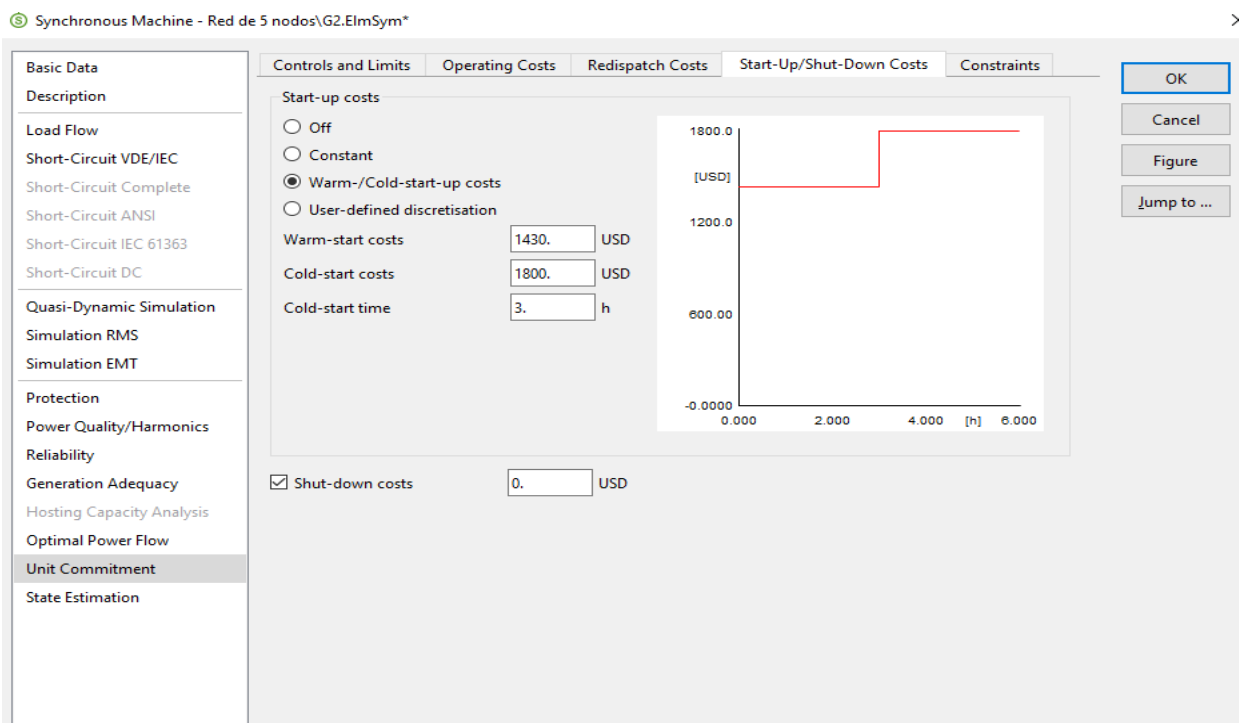 Synchronous Machine - Red de 5 nodos\G2.ElmSym*
Basic Data
Description
Load Flow
Short-Circuit VDE/IEC
Short-Circuit Complete
Short-Circuit ANSI
Short-Circuit IEC 61363
Short-Circuit DC
Quasi-Dynamic Simulation
Simulation RMS
Simulation EMT
Protection
Power Quality/Harmonics
Reliability
Generation Adequacy
Hosting Capacity Analysis
Optimal Power Flow
Unit Commitment
State Estimation
Controls and Limits Operating Costs Redispatch Costs Start-Up/Shut-Down Costs Constraints
Start-up costs
Off
Constant
Warm-/Cold-start-up costs
User-defined discretisation
Warm-start costs 1430. USD
Cold-start costs 1800. USD
Cold-start time 3. h
1800.0
[USD]
1200.0
600.00
-0.0000
0.000 2.000 4.000 [h] 6.000
Shut-down costs 0. USD
OK
Cancel
Figure
Jump to ...